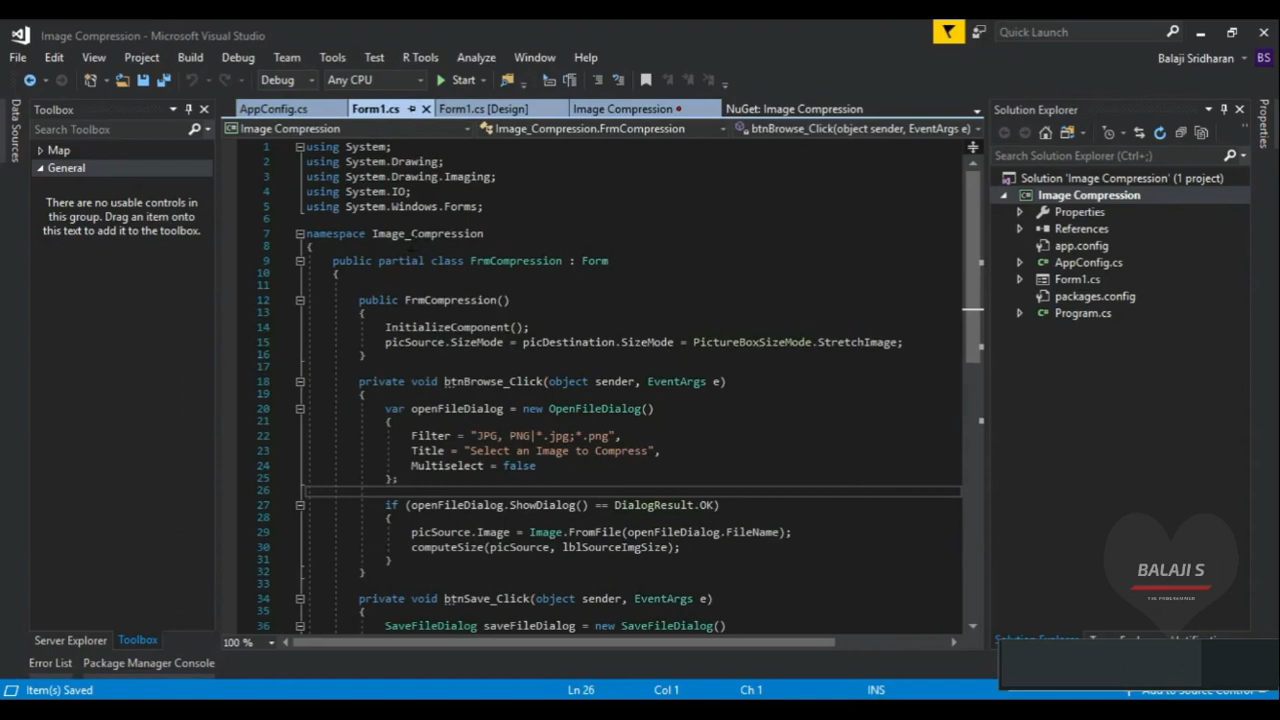 Image Compression - Microsoft Visual Studio
Quick Launch
File Edit View Project Build Debug Team Tools Test R Tools Analyze Window Help
Balaji Sridharan BS
Debug Any CPU Start
Data Sources
Toolbox
Search Toolbox
Map
General
There are no usable controls in
this group. Drag an item onto
this text to add it to the toolbox.
Server Explorer Toolbox
AppConfig.cs Form1.cs Form1.cs [Design] Image Compression NuGet: Image Compression
Image Compression Image_Compression.FrmCompression btnBrowse_Click(object sender, EventArgs e)
1 using System;
2 using System.Drawing;
3 using System.Drawing.Imaging;
4 using System.IO;
5 using System.Windows.Forms;
6
7 namespace Image_Compression
8 {
9 public partial class FrmCompression : Form
10 {
11
12 public FrmCompression()
13 {
14 InitializeComponent();
15 picSource.SizeMode = picDestination.SizeMode = PictureBoxSizeMode.StretchImage;
16 }
17
18 private void btnBrowse_Click(object sender, EventArgs e)
19 {
20 var openFileDialog = new OpenFileDialog()
21 {
22 Filter = "JPG, PNG|*.jpg;*.png",
23 Title = "Select an Image to Compress",
24 Multiselect = false
25 };
26
27 if (openFileDialog.ShowDialog() == DialogResult.OK)
28 {
29 picSource.Image = Image.FromFile(openFileDialog.FileName);
30 computeSize(picSource, lblSourceImgSize);
31 }
32 }
33
34 private void btnSave_Click(object sender, EventArgs e)
35 {
36 SaveFileDialog saveFileDialog = new SaveFileDialog()
100 %
Solution Explorer
Search Solution Explorer (Ctrl+;)
Solution 'Image Compression' (1 project)
Image Compression
Properties
References
app.config
AppConfig.cs
Form1.cs
packages.config
Program.cs
Properties
BALAJI S
THE PROGRAMMER
Solution Explorer
Error List Package Manager Console
Item(s) Saved Ln 26 Col 1 Ch 1 INS Add to Source Control